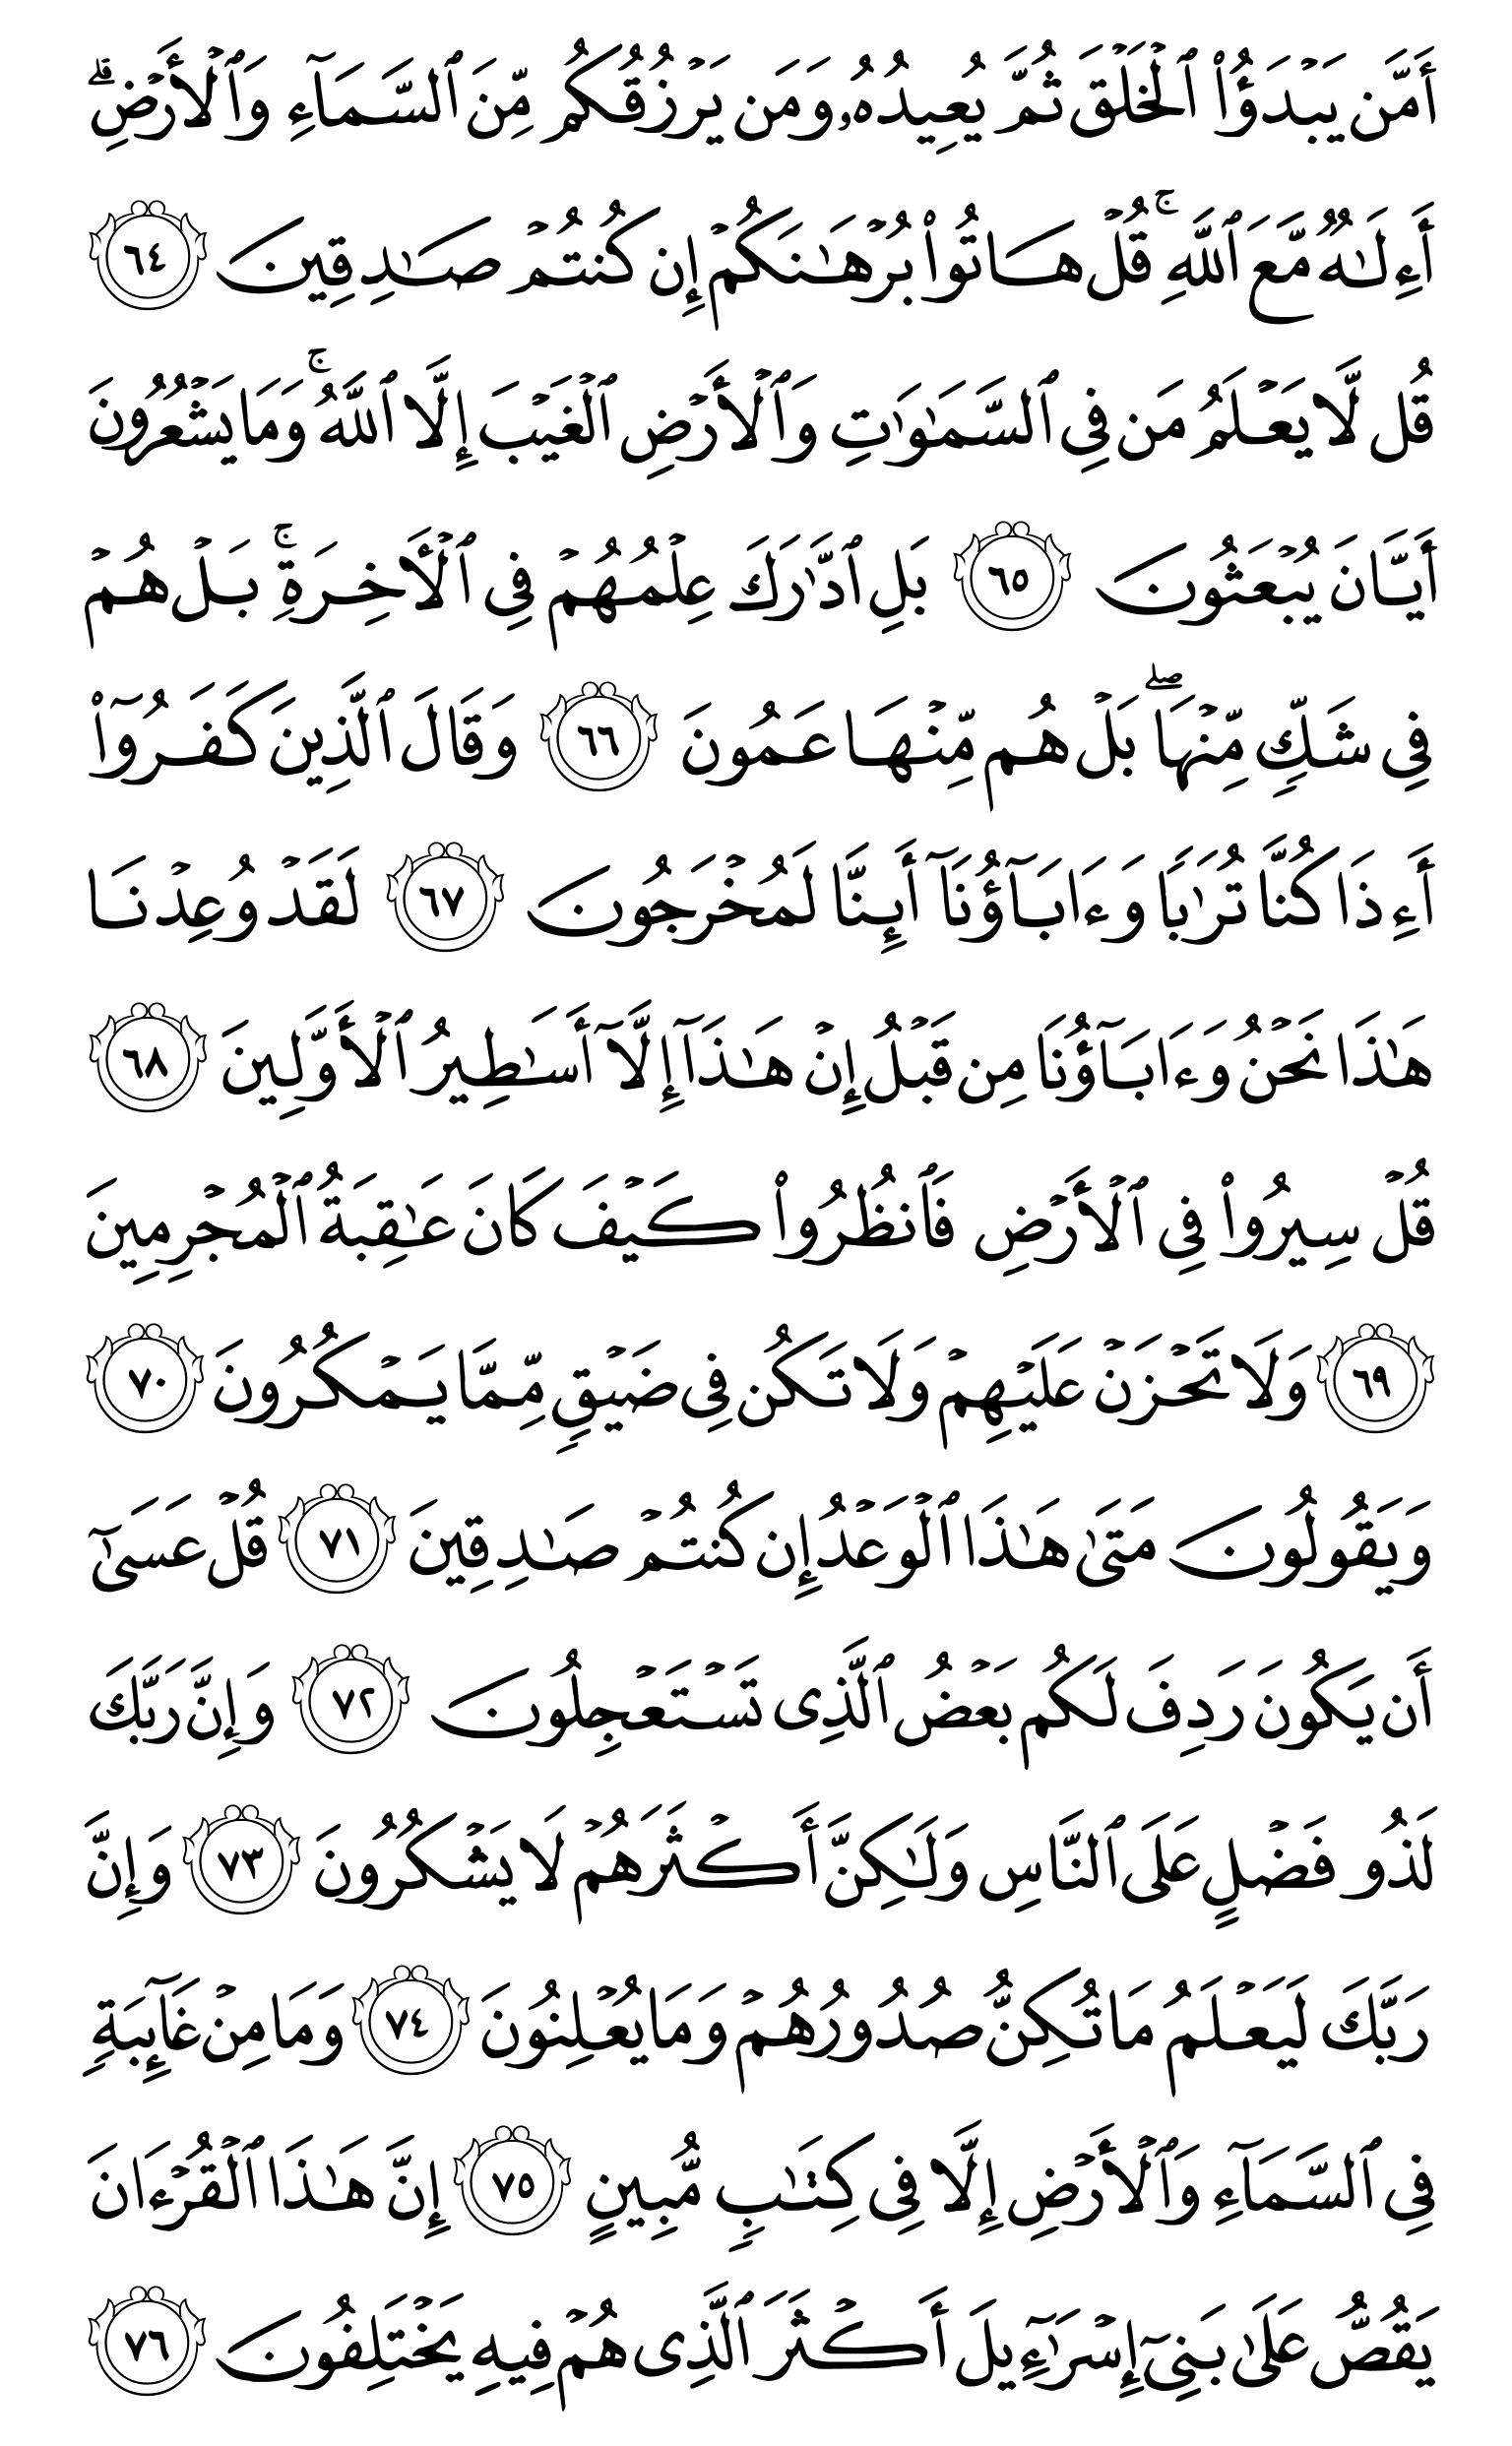 أَمَّن يَبۡدَؤُاْ ٱلۡخَلۡقَ ثُمَّ يُعِيدُهُۥ وَمَن يَرۡزُقُكُم مِّنَ ٱلسَّمَآءِ وَٱلۡأَرۡضِۗ
أَءِلَٰهٞ مَّعَ ٱللَّهِۚ قُلۡ هَاتُواْ بُرۡهَٰنَكُمۡ إِن كُنتُمۡ صَٰدِقِينَ ٦٤
قُل لَّا يَعۡلَمُ مَن فِي ٱلسَّمَٰوَٰتِ وَٱلۡأَرۡضِ ٱلۡغَيۡبَ إِلَّا ٱللَّهُۚ وَمَا يَشۡعُرُونَ
أَيَّانَ يُبۡعَثُونَ ٦٥ بَلِ ٱدَّٰرَكَ عِلۡمُهُمۡ فِي ٱلۡأٓخِرَةِۚ بَلۡ هُمۡ
فِي شَكّٖ مِّنۡهَاۖ بَلۡ هُم مِّنۡهَا عَمُونَ ٦٦ وَقَالَ ٱلَّذِينَ كَفَرُوٓاْ
أَءِذَا كُنَّا تُرَٰبٗا وَءَابَآؤُنَآ أَئِنَّا لَمُخۡرَجُونَ ٦٧ لَقَدۡ وُعِدۡنَا
هَٰذَا نَحۡنُ وَءَابَآؤُنَا مِن قَبۡلُ إِنۡ هَٰذَآ إِلَّآ أَسَٰطِيرُ ٱلۡأَوَّلِينَ ٦٨
قُلۡ سِيرُواْ فِي ٱلۡأَرۡضِ فَٱنظُرُواْ كَيۡفَ كَانَ عَٰقِبَةُ ٱلۡمُجۡرِمِينَ
٦٩ وَلَا تَحۡزَنۡ عَلَيۡهِمۡ وَلَا تَكُن فِي ضَيۡقٖ مِّمَّا يَمۡكُرُونَ ٧٠
وَيَقُولُونَ مَتَىٰ هَٰذَا ٱلۡوَعۡدُ إِن كُنتُمۡ صَٰدِقِينَ ٧١ قُلۡ عَسَىٰٓ
أَن يَكُونَ رَدِفَ لَكُم بَعۡضُ ٱلَّذِي تَسۡتَعۡجِلُونَ ٧٢ وَإِنَّ رَبَّكَ
لَذُو فَضۡلٍ عَلَى ٱلنَّاسِ وَلَٰكِنَّ أَكۡثَرَهُمۡ لَا يَشۡكُرُونَ ٧٣ وَإِنَّ
رَبَّكَ لَيَعۡلَمُ مَا تُكِنُّ صُدُورُهُمۡ وَمَا يُعۡلِنُونَ ٧٤ وَمَا مِنۡ غَآئِبَةٖ
فِي ٱلسَّمَآءِ وَٱلۡأَرۡضِ إِلَّا فِي كِتَٰبٖ مُّبِينٍ ٧٥ إِنَّ هَٰذَا ٱلۡقُرۡءَانَ
يَقُصُّ عَلَىٰ بَنِيٓ إِسۡرَٰٓءِيلَ أَكۡثَرَ ٱلَّذِي هُمۡ فِيهِ يَخۡتَلِفُونَ ٧٦